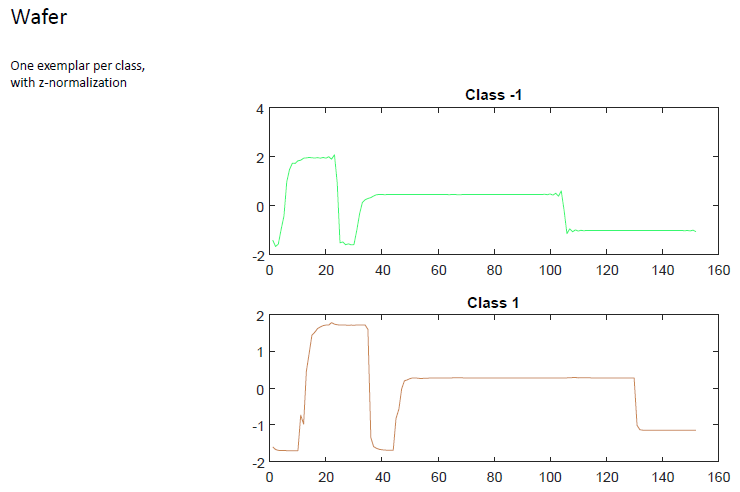 Wafer
One exemplar per class,
with z-normalization
Class -1
4
2
0
-2
0 20 40 60 80 100 120 140 160
Class 1
2
1
0
-1
-2
0 20 40 60 80 100 120 140 160